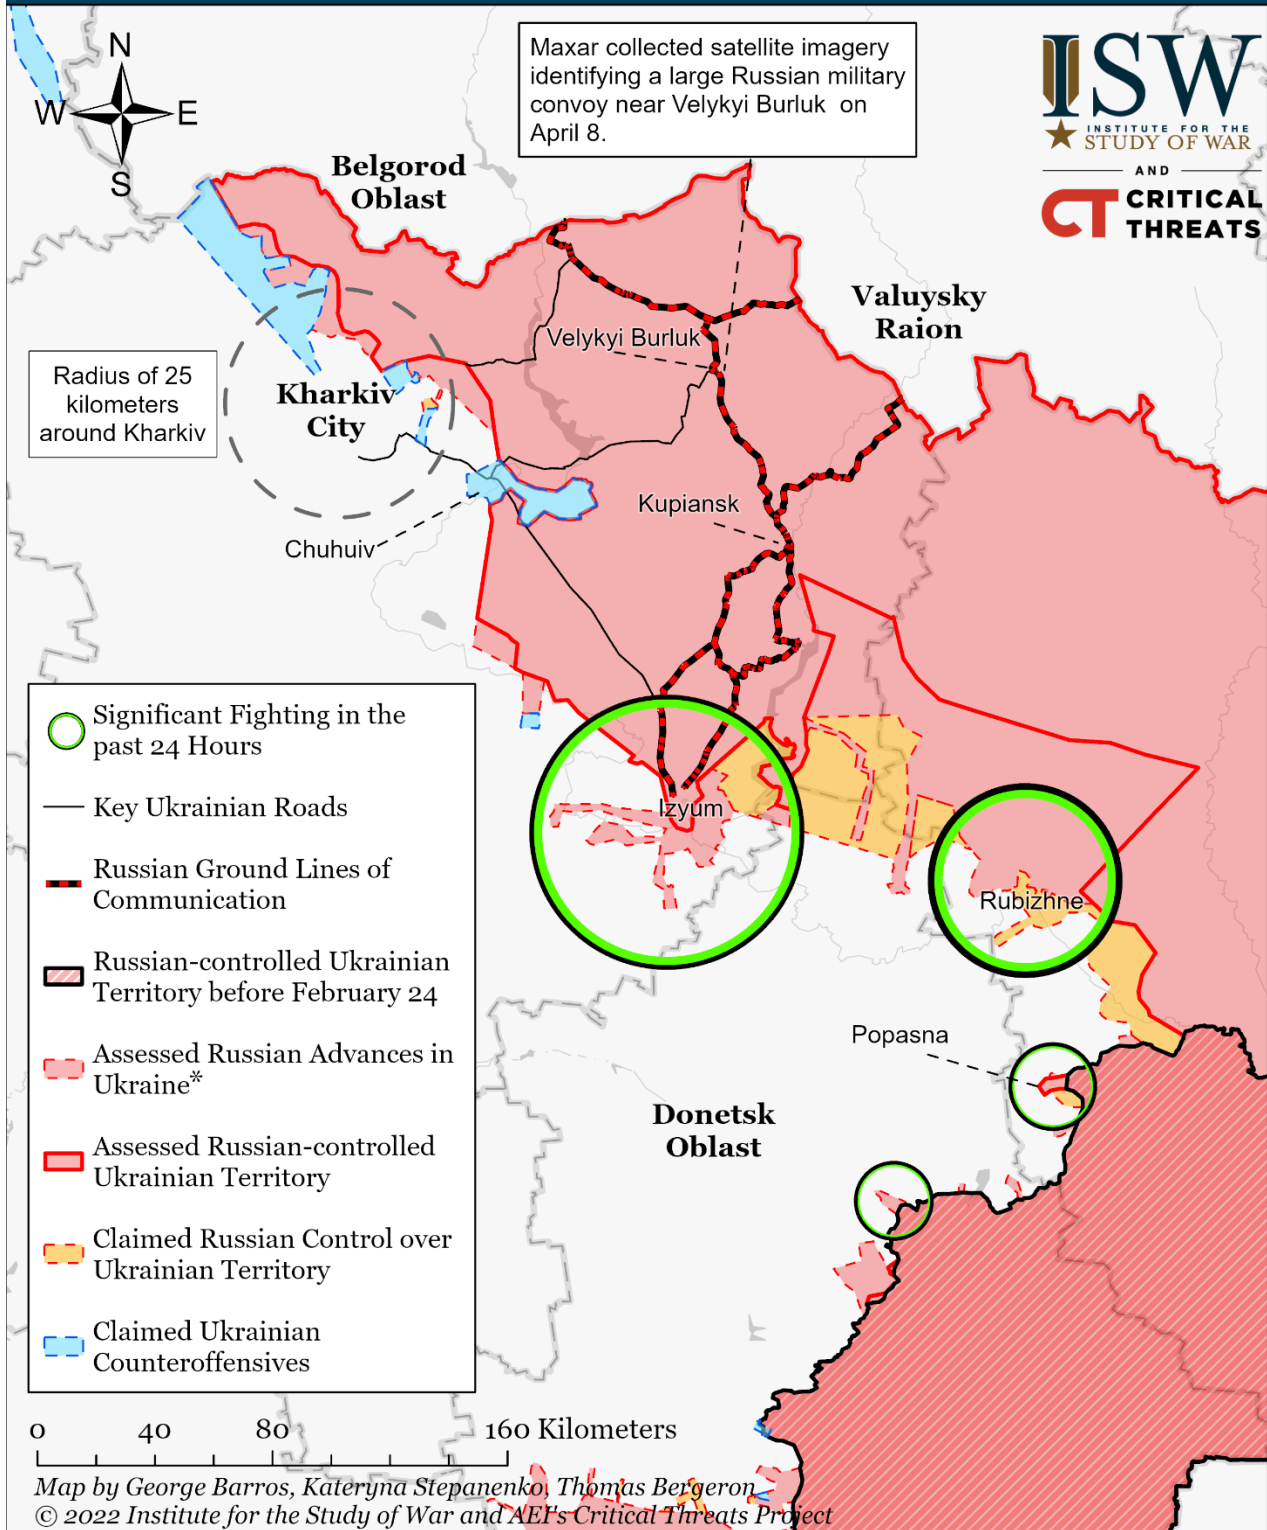 Maxar collected satellite imagery
identifying a large Russian military
convoy near Velykyi Burluk on
April 8.
ISW
INSTITUTE FOR THE
STUDY OF WAR
AND
CT CRITICAL
THREATS
N
W
E
S
Belgorod
Oblast
Valuysky
Raion
Velykyi Burluk
Radius of 25
kilometers
around Kharkiv
Kharkiv
City
Kupiansk
Chuhuiv
Izyum
Rubizhne
Popasna
Donetsk
Oblast
Significant Fighting in the
past 24 Hours
Key Ukrainian Roads
Russian Ground Lines of
Communication
Russian-controlled Ukrainian
Territory before February 24
Assessed Russian Advances in
Ukraine*
Assessed Russian-controlled
Ukrainian Territory
Claimed Russian Control over
Ukrainian Territory
Claimed Ukrainian
Counteroffensives
0 40 80 160 Kilometers
Map by George Barros, Kateryna Stepanenko, Thomas Bergeron
© 2022 Institute for the Study of War and AEI's Critical Threats Project